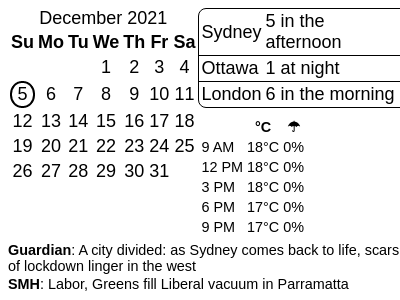 December 2021
Su Mo Tu We Th Fr Sa
1 2 3 4
5 6 7 8 9 10 11
12 13 14 15 16 17 18
19 20 21 22 23 24 25
26 27 28 29 30 31
Sydney 5 in the
afternoon
Ottawa 1 at night
London 6 in the morning
°C ☂
9 AM 18°C 0%
12 PM 18°C 0%
3 PM 18°C 0%
6 PM 17°C 0%
9 PM 17°C 0%
Guardian: A city divided: as Sydney comes back to life, scars
of lockdown linger in the west
SMH: Labor, Greens fill Liberal vacuum in Parramatta